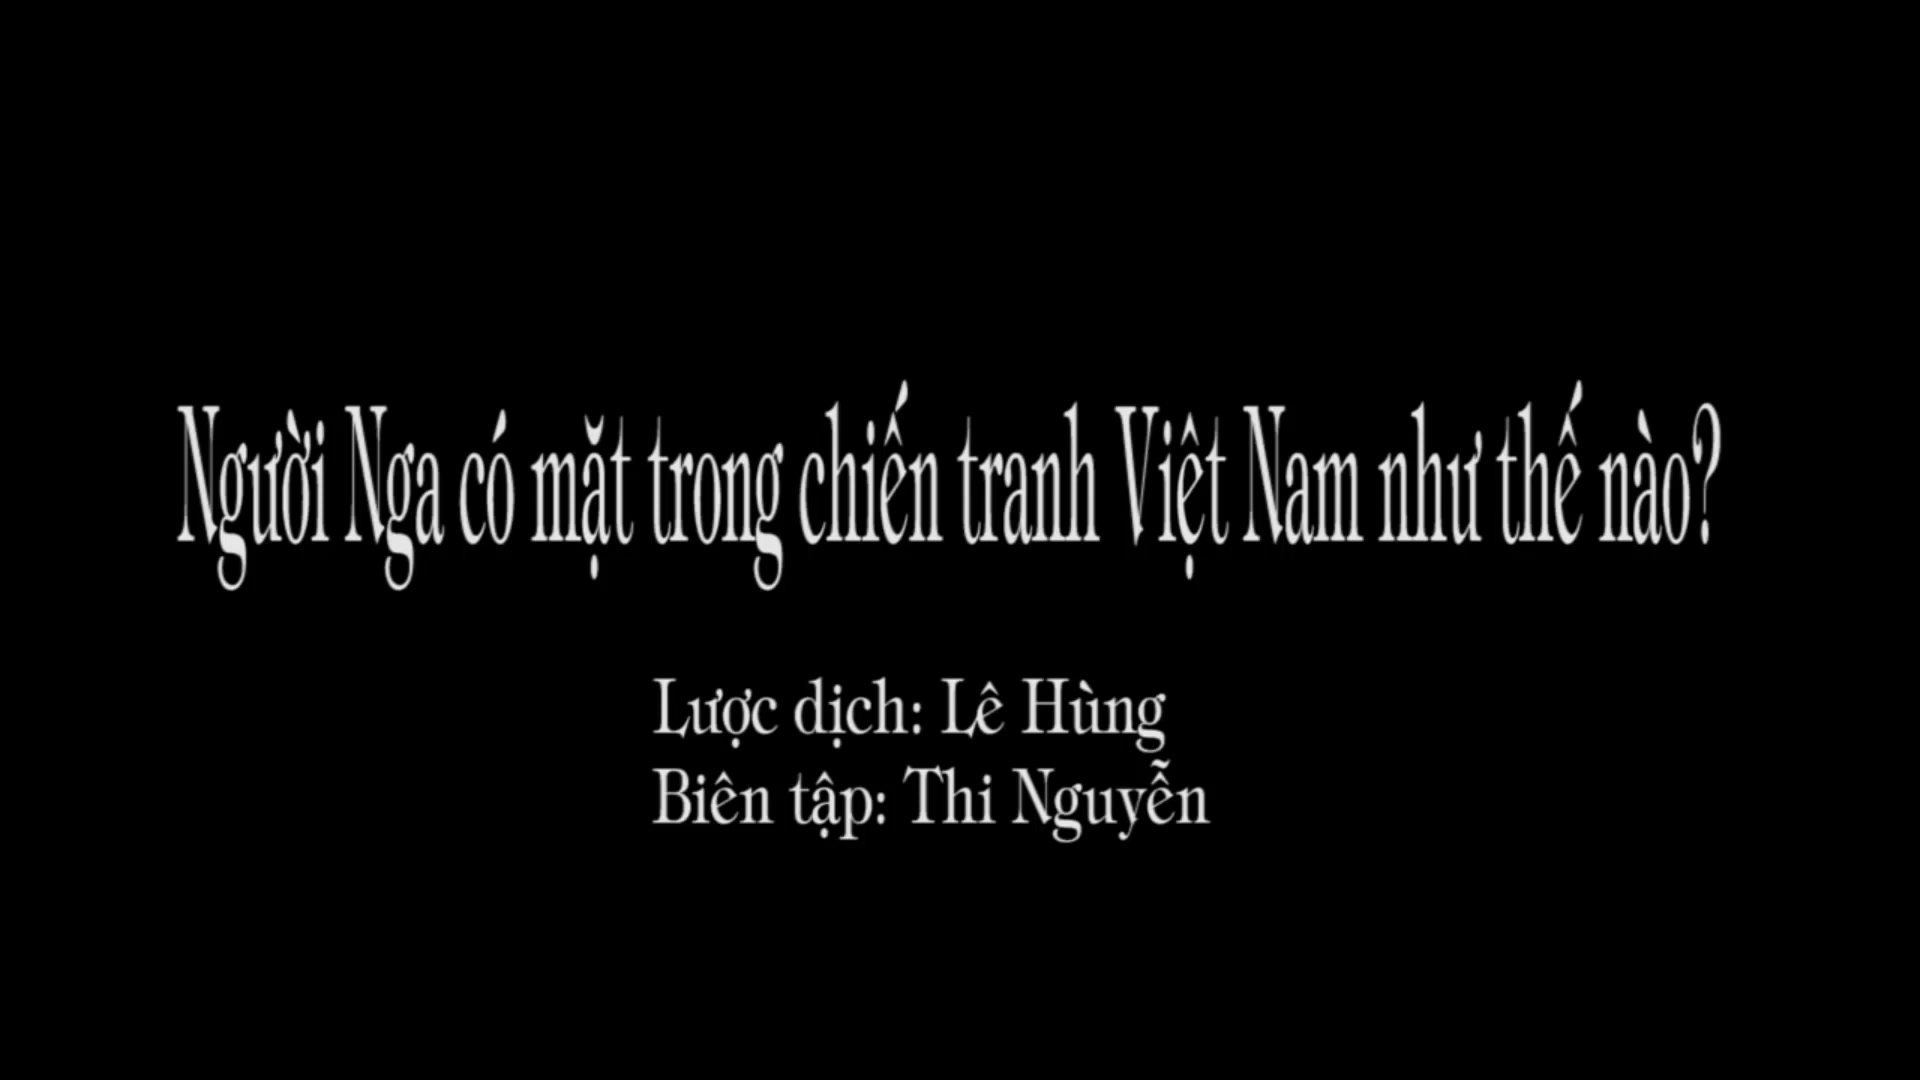 Người Nga có mặt trong chiến tranh Việt Nam như thế nào?
Lược dịch: Lê Hùng
Biên tập: Thi Nguyễn